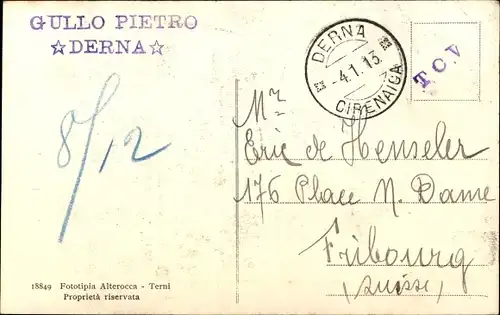 GULLO PIETRO
☆DERNA☆
DERNA
-4.1.13
CIRENAICA
T.C.V
8/12
Mr
Eric de Henseler
176 Place N. Dame
Fribourg
(Suisse)
18849 Fototipia Alterocca - Terni
Proprietà riservata